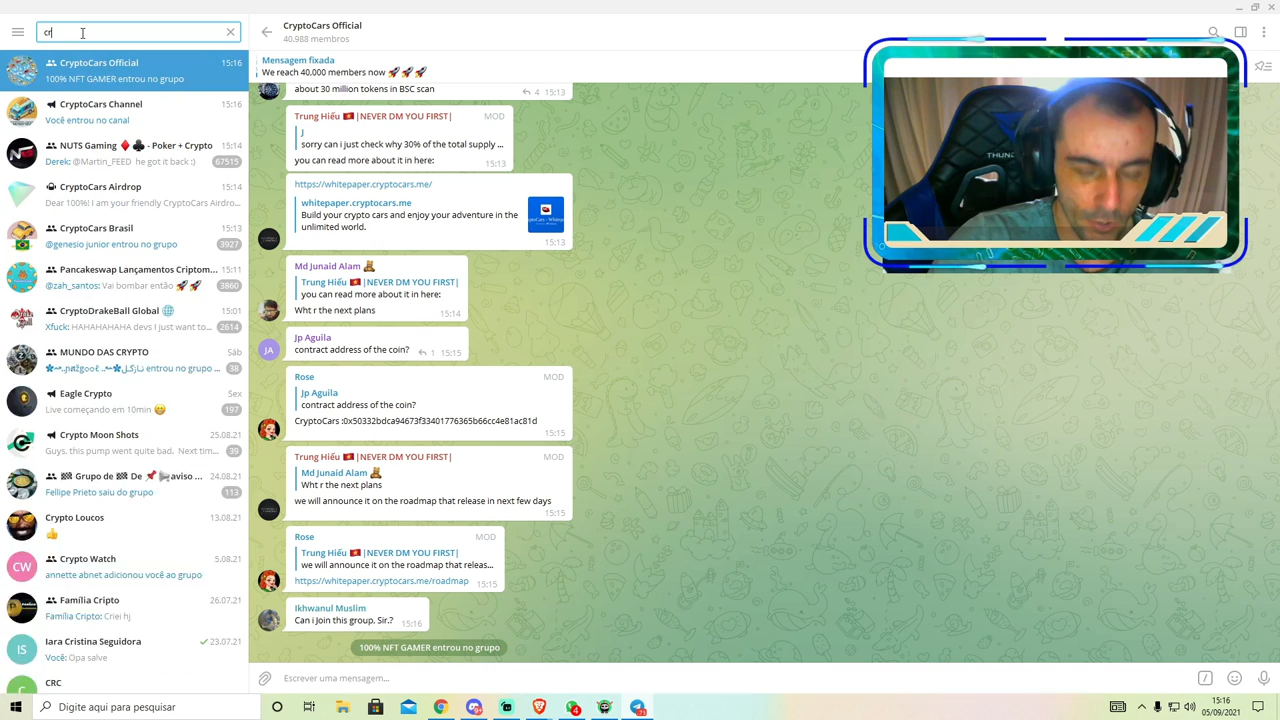 cr
CryptoCars Official
15:16
100% NFT GAMER entrou no grupo
CryptoCars Channel
15:16
Você entrou no canal
NUTS Gaming ♦️ ♣️ - Poker + Crypto
15:14
Derek: @Martin_FEED he got it back :)
67515
CryptoCars Airdrop
15:14
Dear 100%! I am your friendly CryptoCars Airdro...
CryptoCars Brasil
15:13
@genesio junior entrou no grupo
3927
Pancakeswap Lançamentos Criptom...
15:11
@zah_santos: Vai bombar então 🚀🚀
3860
CryptoDrakeBall Global 🌐
15:01
Xfuck: HAHAHAHAHA devs I just want to...
2614
MUNDO DAS CRYPTO
Sáb
entrou no grupo ...
38
Eagle Crypto
Sex
Live começando em 10min 😄
197
Crypto Moon Shots
25.08.21
Guys, this pump went quite bad. Next tim...
39
🏁 Grupo de 🏁 De 📌 📢aviso ...
24.08.21
Fellipe Prieto saiu do grupo
113
Crypto Loucos
13.08.21
👍
CW
Crypto Watch
5.08.21
annette abnet adicionou você ao grupo
Família Cripto
26.07.21
Família Cripto: Criei hj
IS
Iara Cristina Seguidora
23.07.21
Você: Opa salve
CRC
CryptoCars Official
40.988 membros
Mensagem fixada
We reach 40,000 members now 🚀 🚀 🚀
about 30 million tokens in BSC scan
4 15:13
Trung Hiếu 🇻🇳 |NEVER DM YOU FIRST|
MOD
J
sorry can i just check why 30% of the total supply ...
you can read more about it in here:
15:13
https://whitepaper.cryptocars.me/
whitepaper.cryptocars.me
Build your crypto cars and enjoy your adventure in the
unlimited world.
15:13
Md Junaid Alam 🧸
Trung Hiếu 🇻🇳 |NEVER DM YOU FIRST|
you can read more about it in here:
Wht r the next plans
15:14
JA
Jp Aguila
contract address of the coin?
1 15:15
Rose
MOD
Jp Aguila
contract address of the coin?
CryptoCars :0x50332bdca94673f33401776365b66cc4e81ac81d
15:15
Trung Hiếu 🇻🇳 |NEVER DM YOU FIRST|
MOD
Md Junaid Alam 🧸
Wht r the next plans
we will announce it on the roadmap that release in next few days
15:15
Rose
MOD
Trung Hiếu 🇻🇳 |NEVER DM YOU FIRST|
we will announce it on the roadmap that releas...
https://whitepaper.cryptocars.me/roadmap
15:15
Ikhwanul Muslim
Can i Join this group, Sir.?
15:16
100% NFT GAMER entrou no grupo
Escrever uma mensagem...
THUN
Digite aqui para pesquisar
15:16
05/09/2021